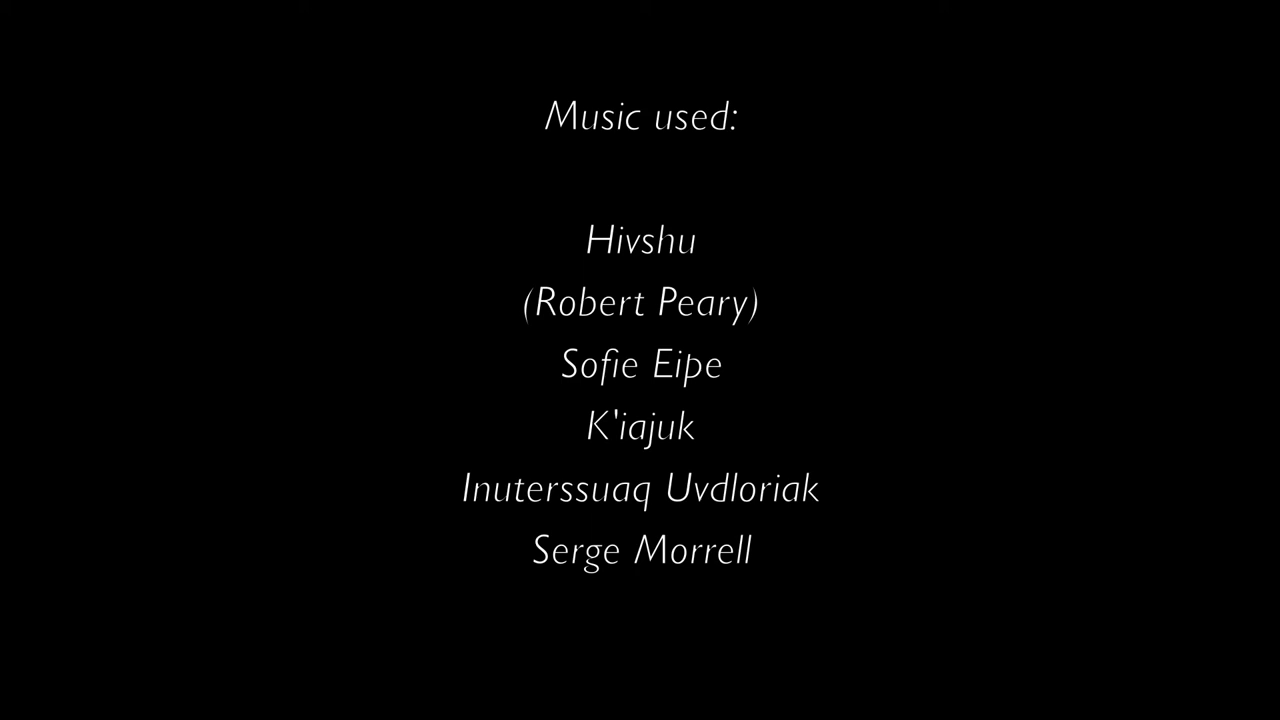 Music used:
Hivshu
(Robert Peary)
Sofie Eipe
K'iajuk
Inuterssuaq Uvdloriak
Serge Morrell